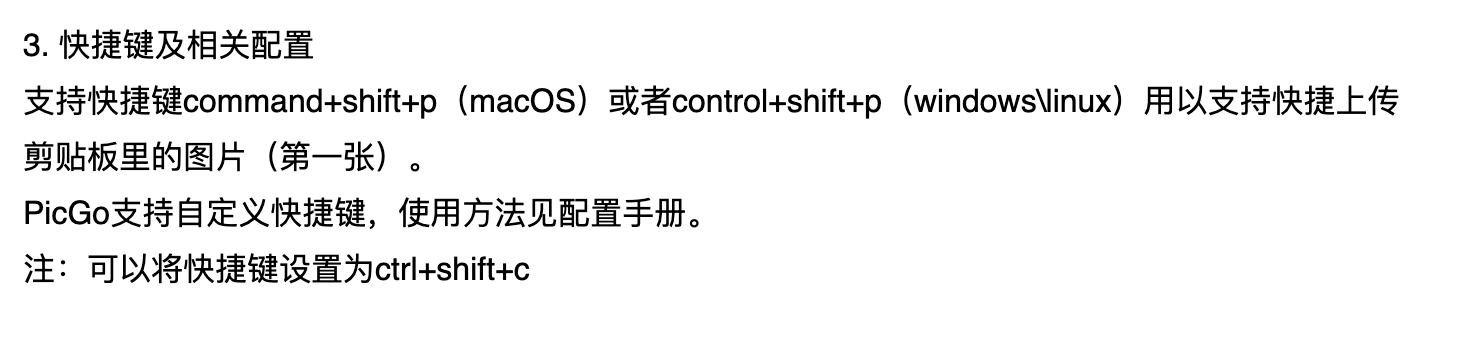 3. 快捷键及相关配置
支持快捷键command+shift+p（macOS）或者control+shift+p（windows\linux）用以支持快捷上传
剪贴板里的图片（第一张）。
PicGo支持自定义快捷键，使用方法见配置手册。
注：可以将快捷键设置为ctrl+shift+c